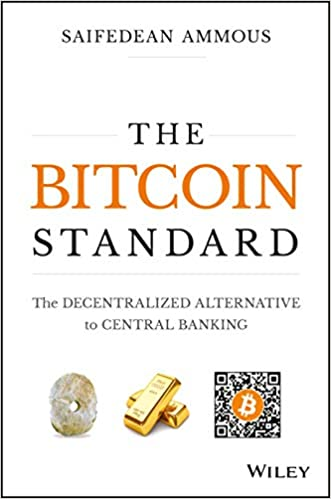 SAIFEDEAN AMMOUS
THE
BITCOIN
STANDARD
The DECENTRALIZED ALTERNATIVE
to CENTRAL BANKING
WILEY